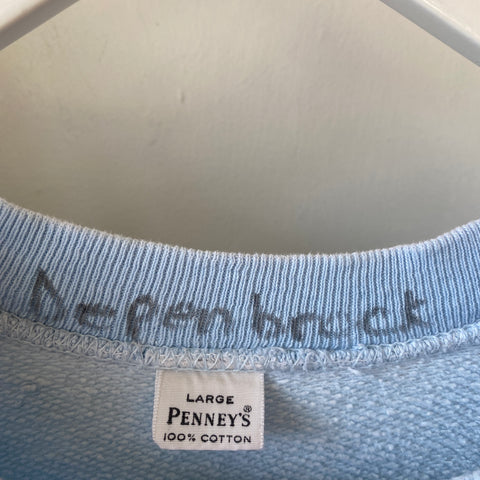 Depenbrock
LARGE
PENNEY'S®
100% COTTON